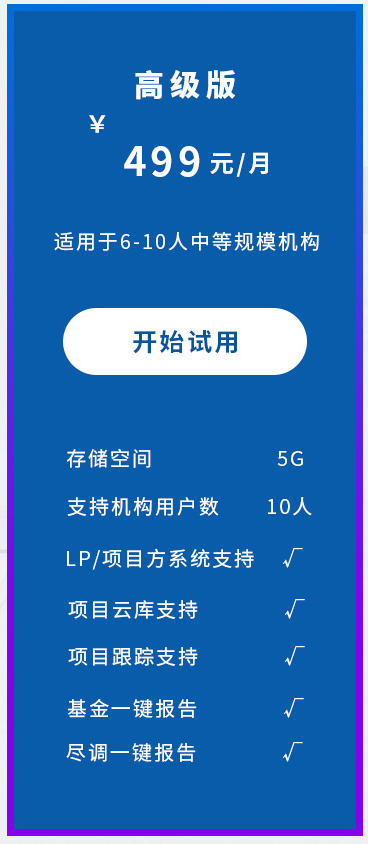 高级版
¥
499 元/月
适用于6-10人中等规模机构
开始试用
存储空间 5G
支持机构用户数 10人
LP/项目方系统支持 √
项目云库支持 √
项目跟踪支持 √
基金一键报告 √
尽调一键报告 √